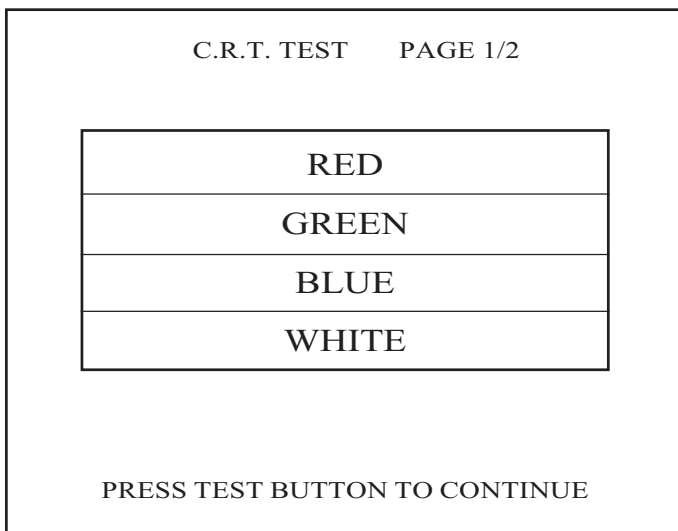 C.R.T. TEST PAGE 1/2
RED
GREEN
BLUE
WHITE
PRESS TEST BUTTON TO CONTINUE